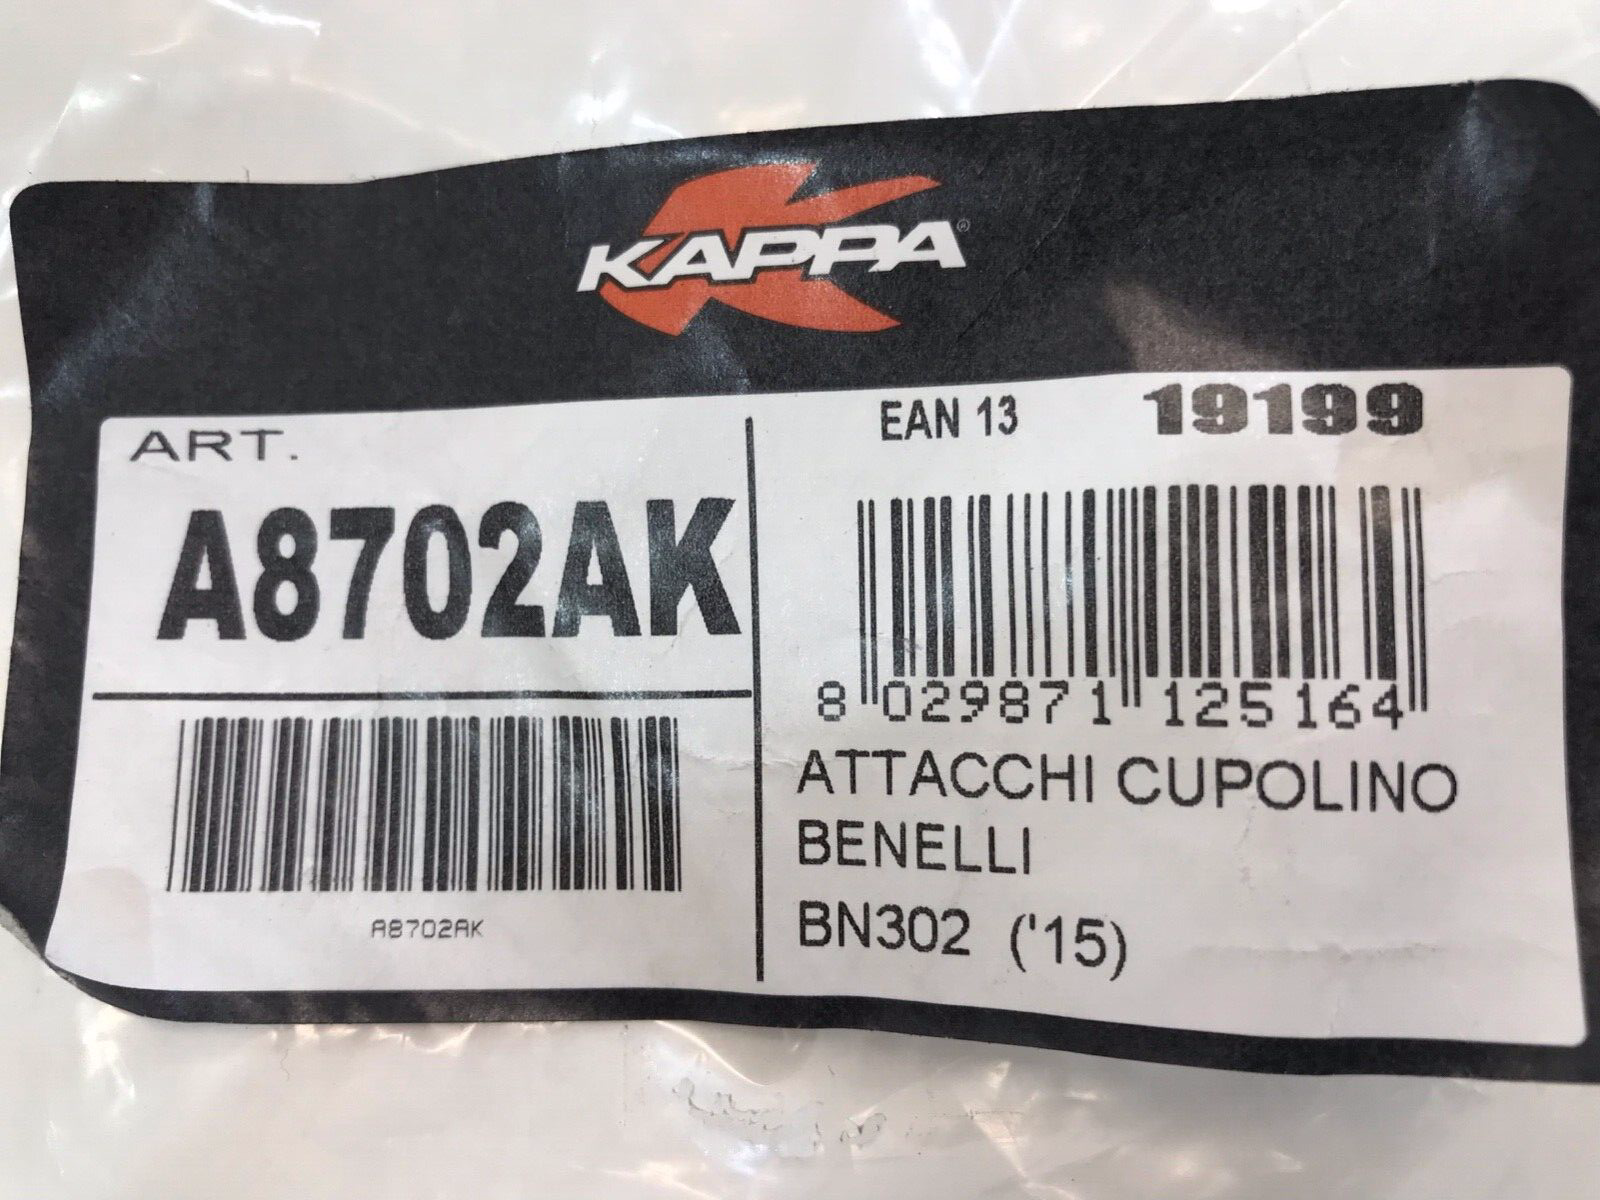 KAPPA®
ART.
A8702AK
A8702AK
EAN 13 19199
8 029871 125164
ATTACCHI CUPOLINO
BENELLI
BN302 ('15)